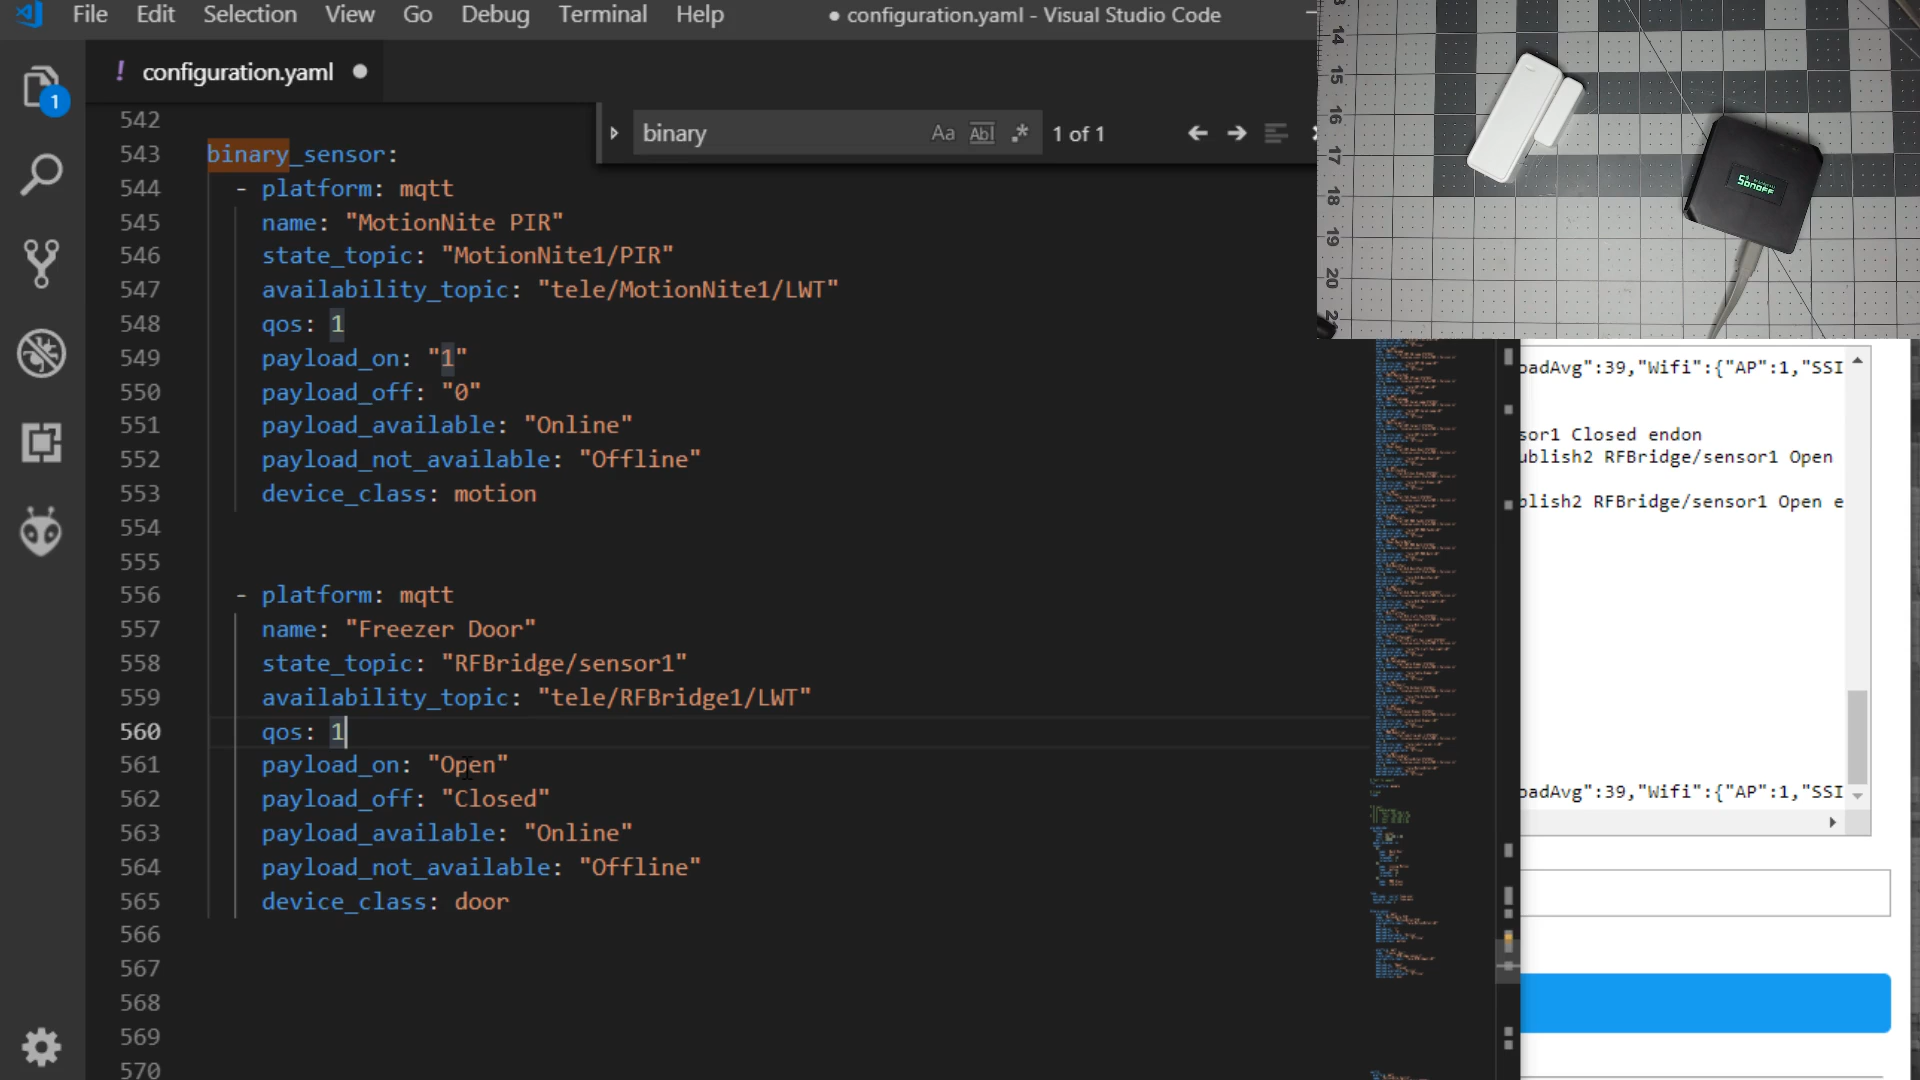 File Edit Selection View Go Debug Terminal Help
● configuration.yaml - Visual Studio Code
! configuration.yaml ●
1
binary Aa Abl .* 1 of 1
542
543 binary_sensor:
544 - platform: mqtt
545 name: "MotionNite PIR"
546 state_topic: "MotionNite1/PIR"
547 availability_topic: "tele/MotionNite1/LWT"
548 qos: 1
549 payload_on: "1"
550 payload_off: "0"
551 payload_available: "Online"
552 payload_not_available: "Offline"
553 device_class: motion
554
555
556 - platform: mqtt
557 name: "Freezer Door"
558 state_topic: "RFBridge/sensor1"
559 availability_topic: "tele/RFBridge1/LWT"
560 qos: 1
561 payload_on: "Open"
562 payload_off: "Closed"
563 payload_available: "Online"
564 payload_not_available: "Offline"
565 device_class: door
566
567
568
569
570
14
15
16
17
18
19
20
Sonoff
oadAvg":39,"Wifi":{"AP":1,"SSI
sor1 Closed endon
ublish2 RFBridge/sensor1 Open
blish2 RFBridge/sensor1 Open e
oadAvg":39,"Wifi":{"AP":1,"SSI